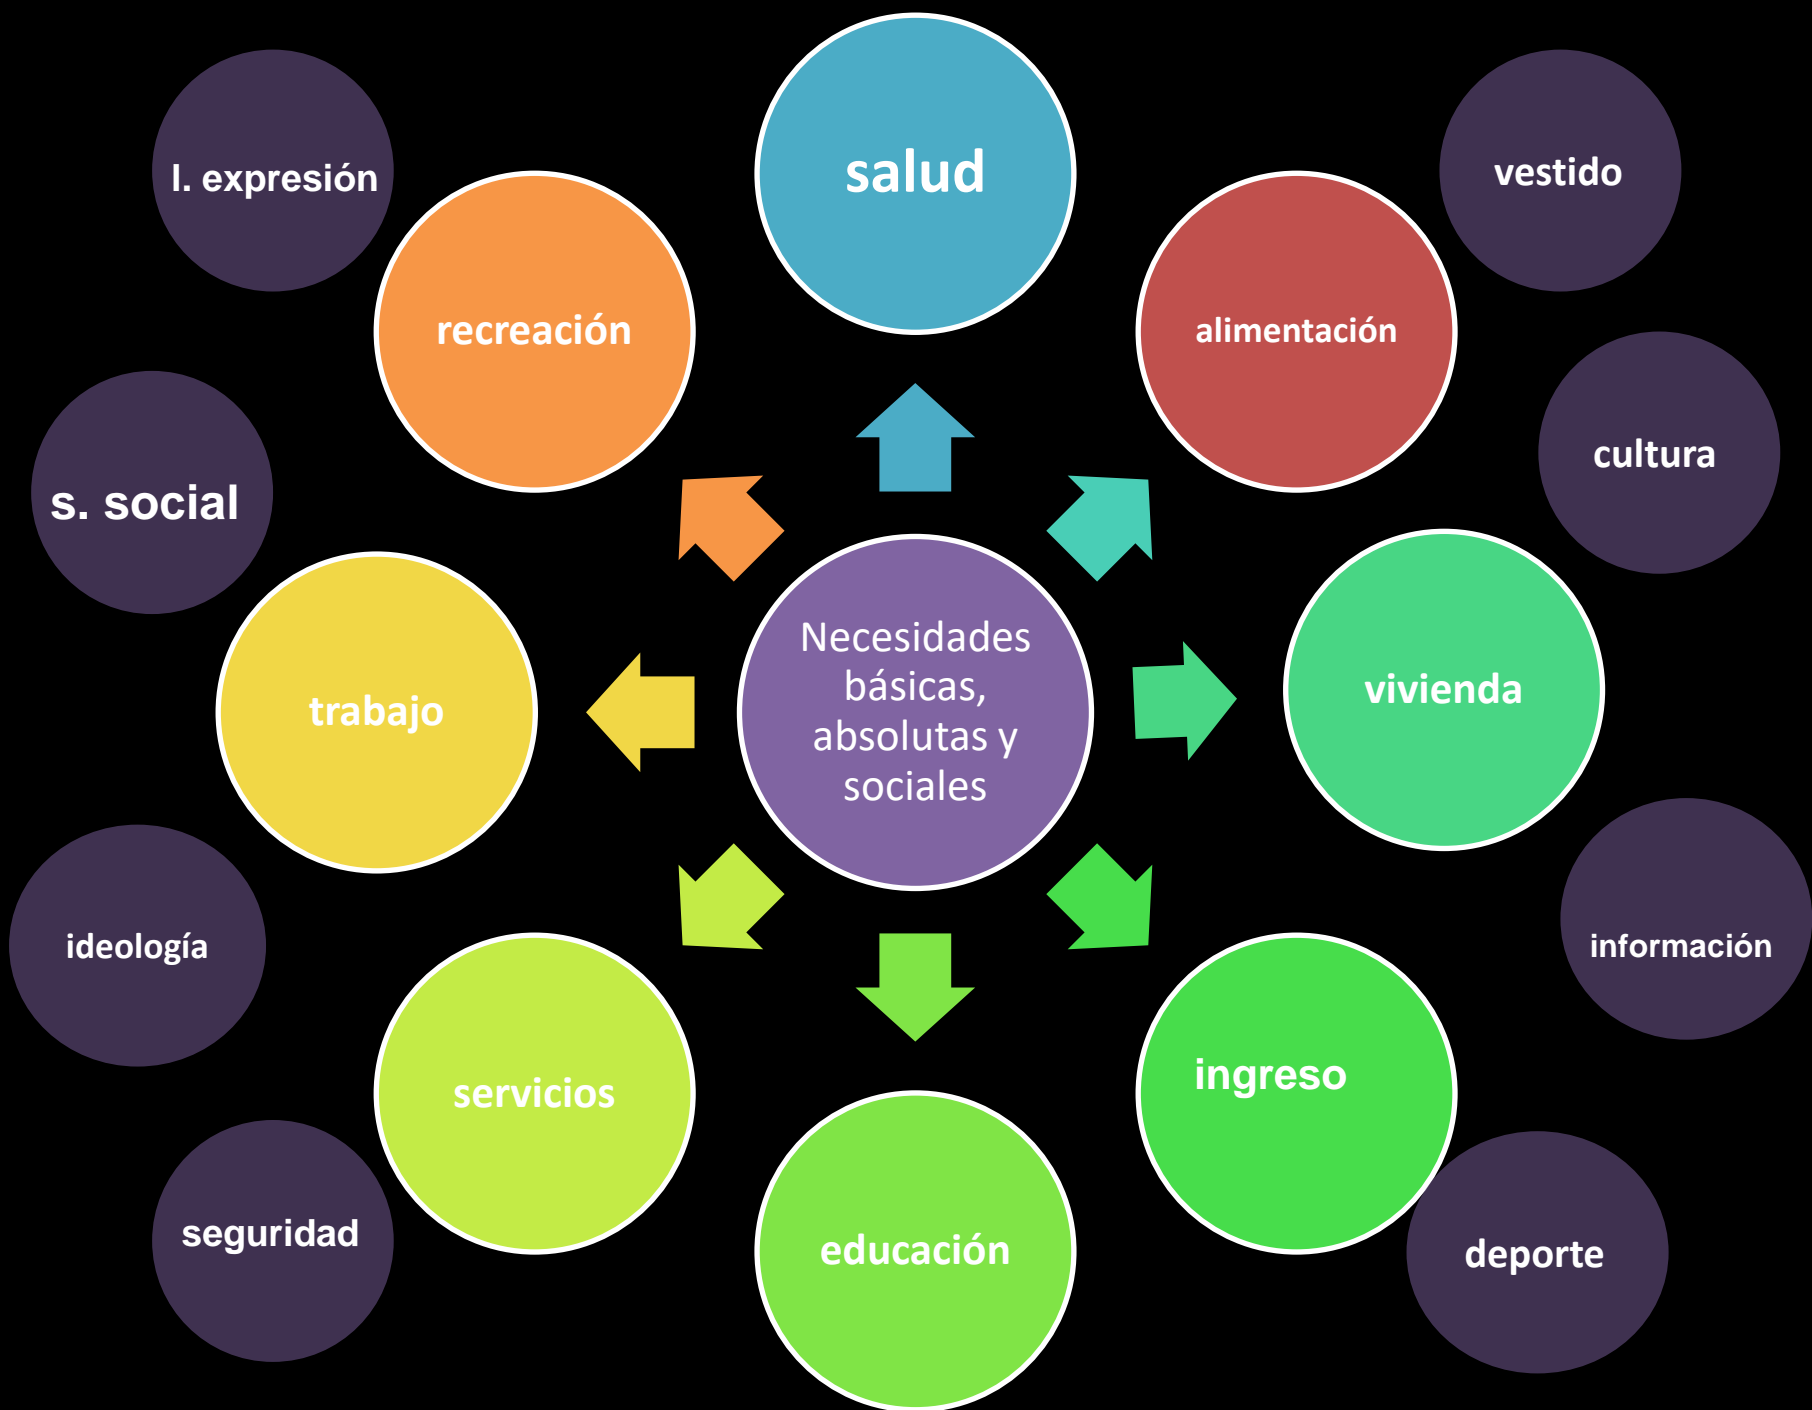 salud
l. expresión
vestido
recreación
alimentación
cultura
s. social
Necesidades
básicas,
absolutas y
sociales
vivienda
trabajo
ideología
información
ingreso
servicios
seguridad
educación
deporte